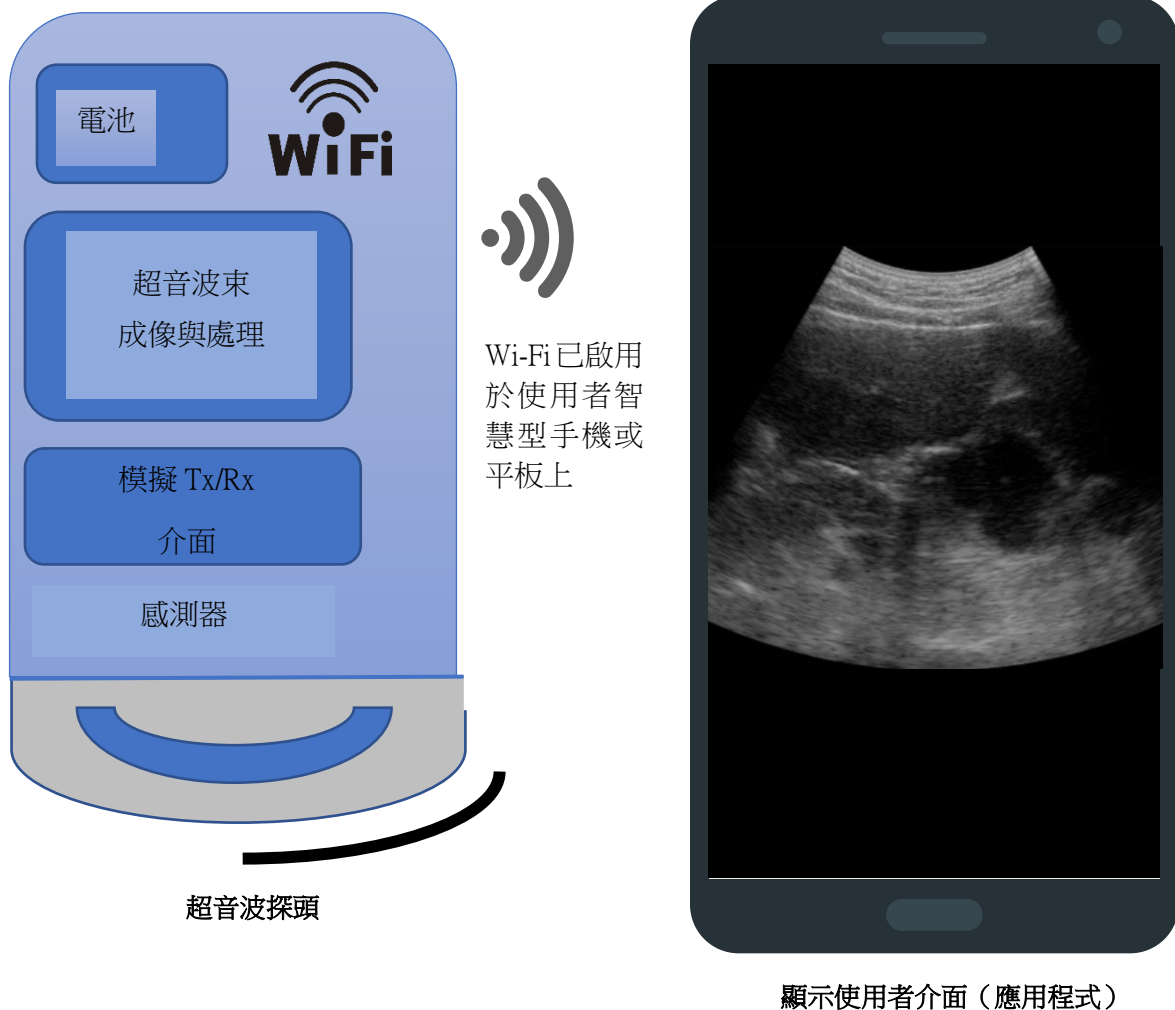 電池
WiFi
超音波束
成像與處理
模擬 Tx/Rx
介面
感測器
Wi-Fi 已啟用
於使用者智
慧型手機或
平板上
超音波探頭
顯示使用者介面（應用程式）